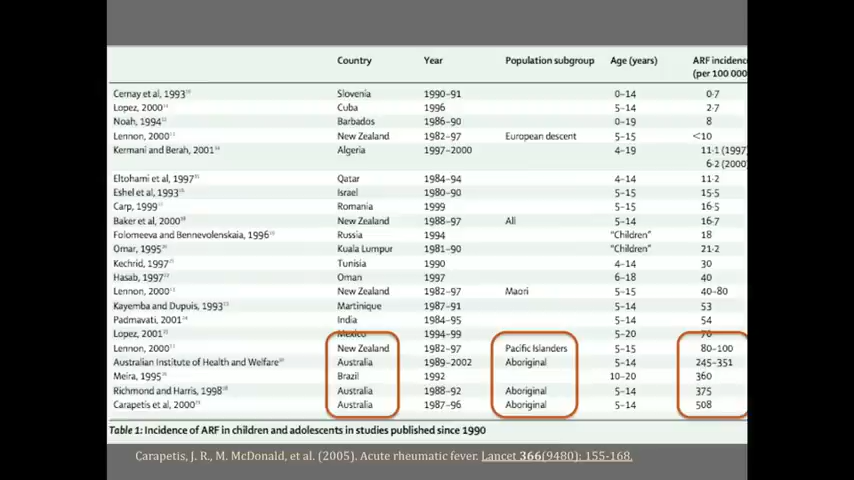 Country Year Population subgroup Age (years) ARF incidence
(per 100 000
Cernay et al, 1993 Slovenia 1990–91 0–14 0·7
Lopez, 2000 Cuba 1996 5–14 2·7
Noah, 1994 Barbados 1986–90 0–19 8
Lennon, 2000 New Zealand 1982–97 European descent 5–15 <10
Kermani and Berah, 2001 Algeria 1997–2000 4–19 11·1 (1997)
6·2 (2000)
Eltohami et al, 1997 Qatar 1984–94 4–14 11·2
Eshel et al, 1993 Israel 1980–90 5–15 15·5
Carp, 1999 Romania 1999 5–15 16·5
Baker et al, 2000 New Zealand 1988–97 All 5–14 16·7
Folomeeva and Bennevolenskaia, 1996 Russia 1994 "Children" 18
Omar, 1995 Kuala Lumpur 1981–90 "Children" 21·2
Kechrid, 1997 Tunisia 1990 4–14 30
Hasab, 1997 Oman 1997 6–18 40
Lennon, 2000 New Zealand 1982–97 Maori 5–15 40–80
Kayemba and Dupuis, 1993 Martinique 1987–91 5–14 53
Padmavati, 2001 India 1984–95 5–14 54
Lopez, 2001 Mexico 1994–99 5–20 70
Lennon, 2000 New Zealand 1982–97 Pacific Islanders 5–15 80–100
Australian Institute of Health and Welfare Australia 1989–2002 Aboriginal 5–14 245–351
Meira, 1995 Brazil 1992 10–20 360
Richmond and Harris, 1998 Australia 1988–92 Aboriginal 5–14 375
Carapetis et al, 2000 Australia 1987–96 Aboriginal 5–14 508
Table 1: Incidence of ARF in children and adolescents in studies published since 1990
Carapetis, J. R., M. McDonald, et al. (2005). Acute rheumatic fever. Lancet 366(9480): 155-168.